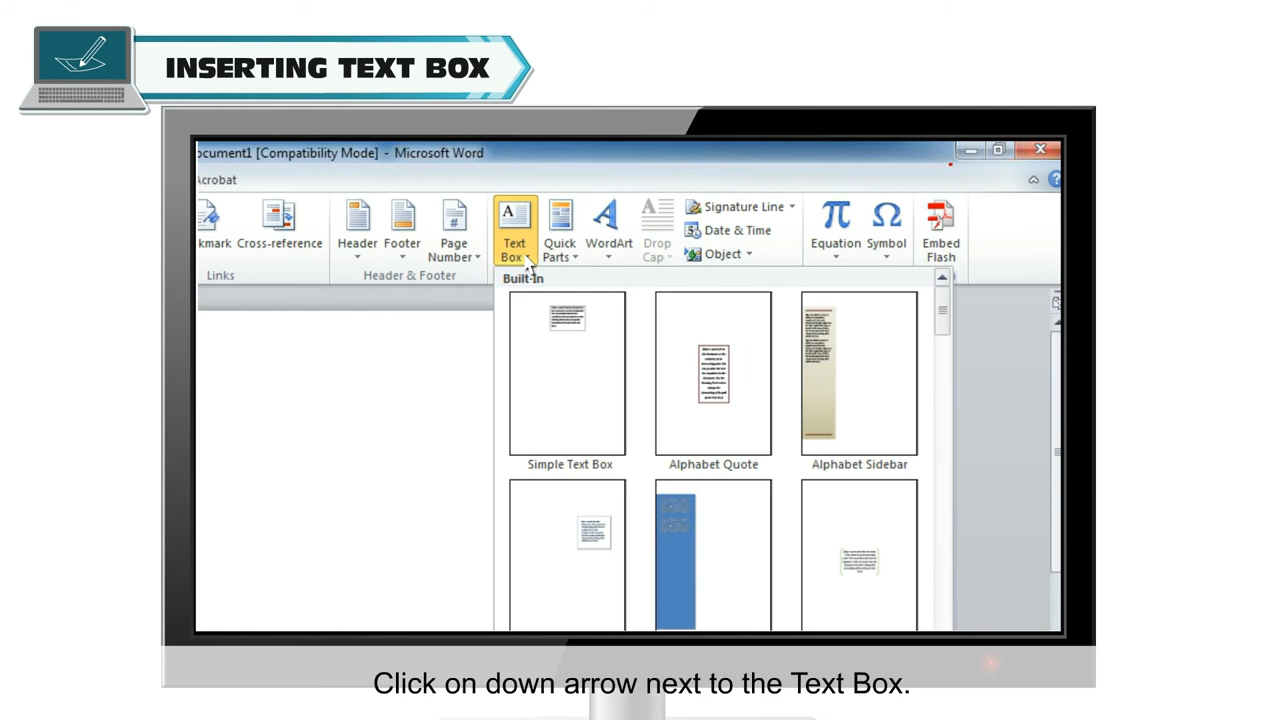 INSERTING TEXT BOX
ocument1 [Compatibility Mode] - Microsoft Word
Acrobat
kmark Cross-reference
Header Footer Page Number
Text Box Quick Parts WordArt Drop Cap
Signature Line
Date & Time
Object
Equation Symbol Embed Flash
Links Header & Footer
Built-In
Simple Text Box Alphabet Quote Alphabet Sidebar
Click on down arrow next to the Text Box.